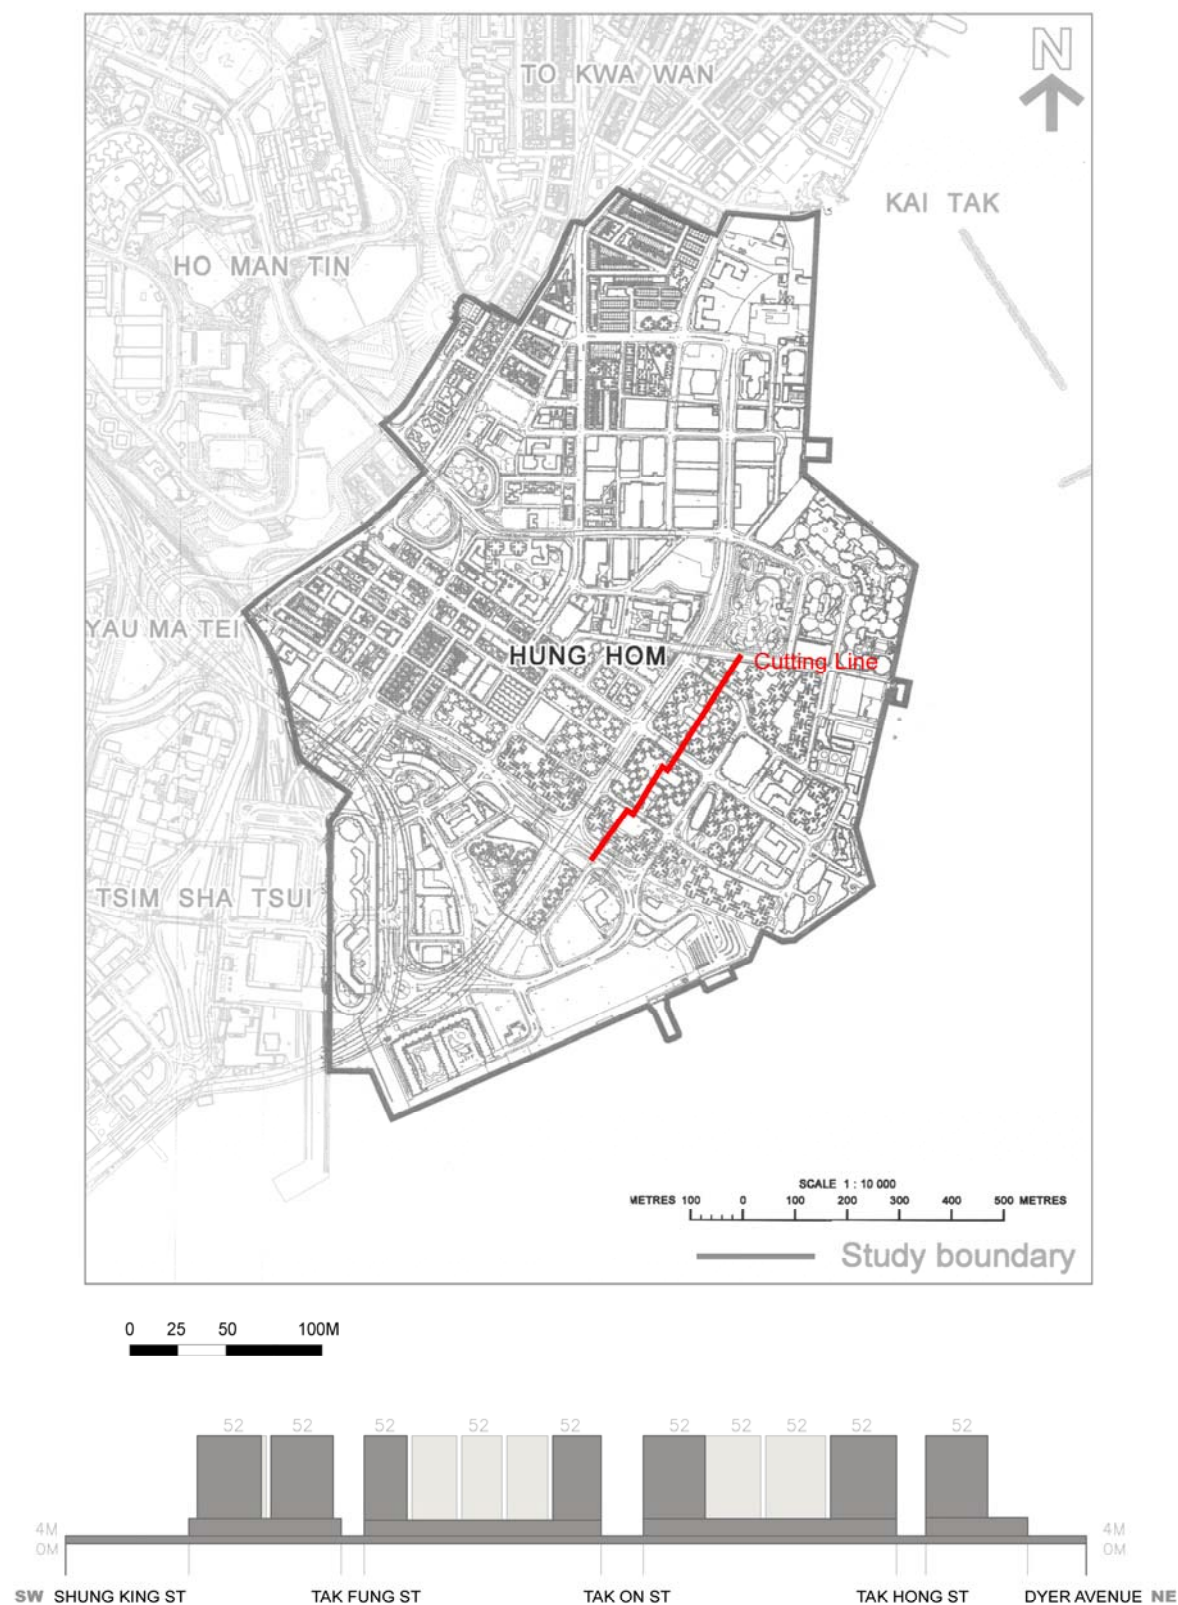 N
TO KWA WAN
KAI TAK
HO MAN TIN
YAU MA TEI
HUNG HOM
Cutting Line
TSIM SHA TSUI
SCALE 1 : 10 000
METRES 100 0 100 200 300 400 500 METRES
Study boundary
0 25 50 100M
52 52 52 52 52 52 52 52 52 52
4M 4M
0M 0M
SW SHUNG KING ST TAK FUNG ST TAK ON ST TAK HONG ST DYER AVENUE NE